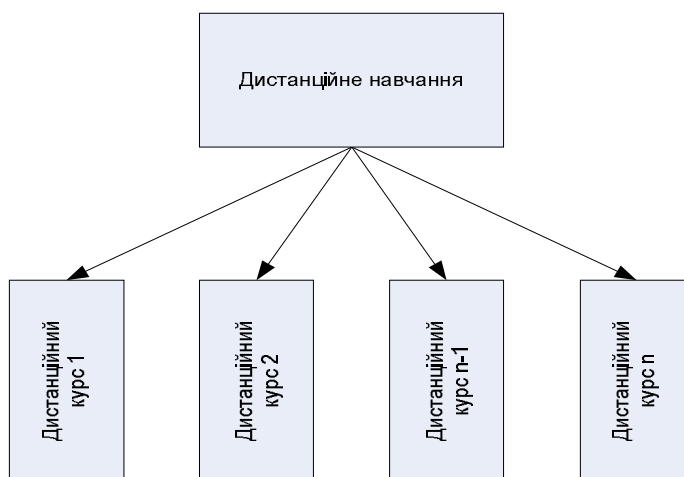 Дистанційне навчання
Дистанційний
курс 1
Дистанційний
курс 2
Дистанційний
курс n-1
Дистанційний
курс n